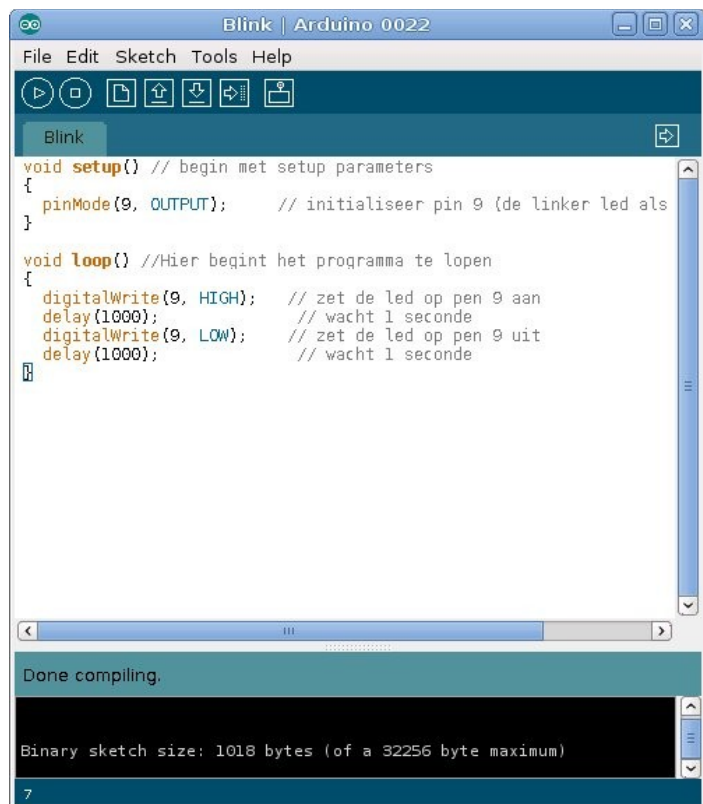 Blink | Arduino 0022
File Edit Sketch Tools Help
Blink
void setup() // begin met setup parameters
{
  pinMode(9, OUTPUT);      // initialiseer pin 9 (de linker led als
}
void loop() //Hier begint het programma te lopen
{
  digitalWrite(9, HIGH);   // zet de led op pen 9 aan
  delay(1000);              // wacht 1 seconde
  digitalWrite(9, LOW);    // zet de led op pen 9 uit
  delay(1000);              // wacht 1 seconde
}
Done compiling.
Binary sketch size: 1018 bytes (of a 32256 byte maximum)
7